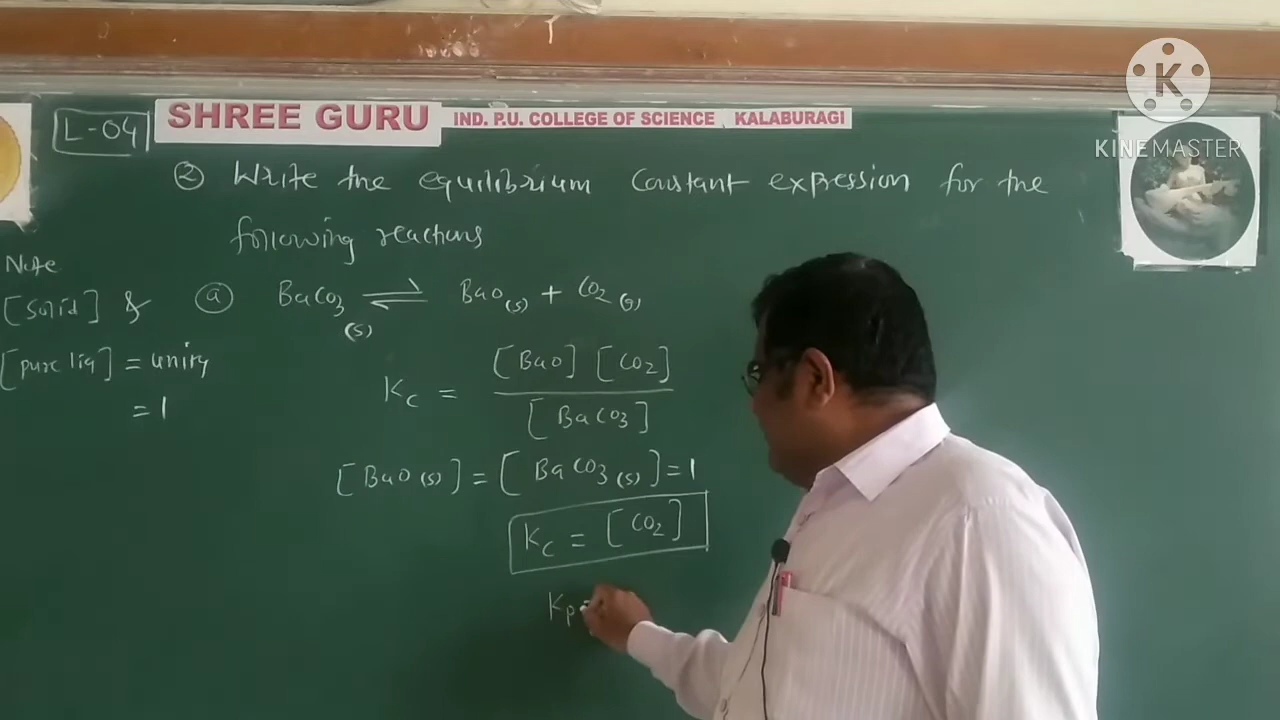 L-04
SHREE GURU IND. P.U. COLLEGE OF SCIENCE, KALABURAGI
KINEMASTER
② Write the equilibrium constant expression for the
following reactions
Note
[solid] &
[pure liq] = unity
= 1
ⓐ BaCO3 (s) ⇌ BaO(s) + CO2(g)
Kc = [BaO] [CO2] / [BaCO3]
[BaO(s)] = [BaCO3(s)] = 1
Kc = [CO2]
Kp =